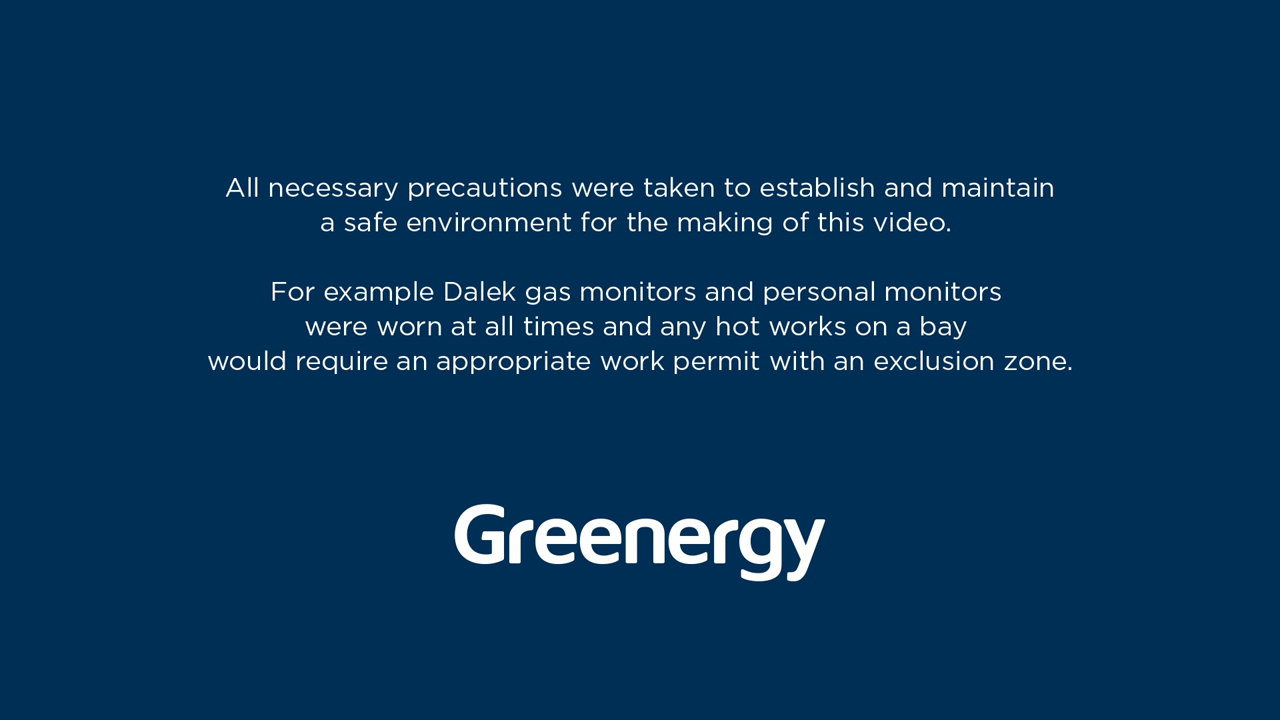 All necessary precautions were taken to establish and maintain
a safe environment for the making of this video.
For example Dalek gas monitors and personal monitors
were worn at all times and any hot works on a bay
would require an appropriate work permit with an exclusion zone.
Greenergy